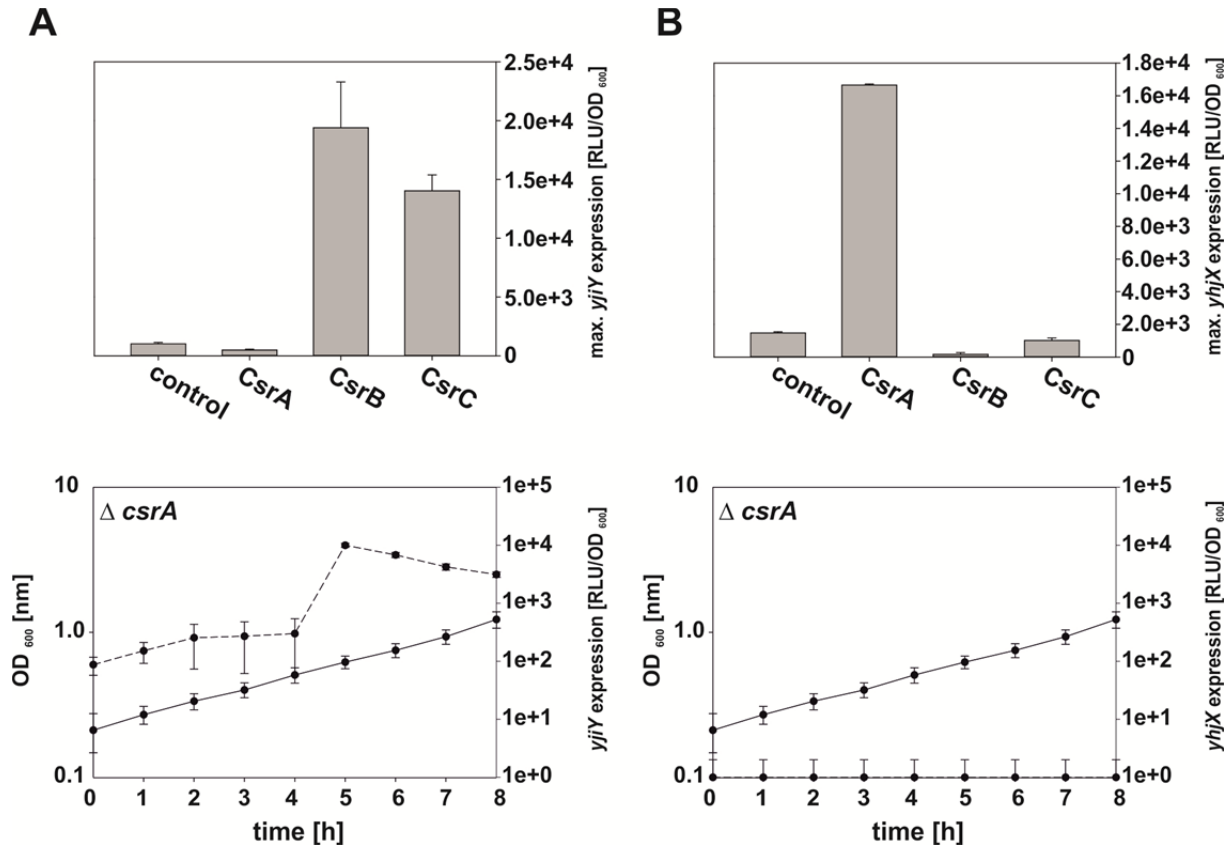 A
2.5e+4
2.0e+4
1.5e+4
1.0e+4
5.0e+3
0
max. yjiY expression [RLU/OD 600]
control
CsrA
CsrB
CsrC
B
1.8e+4
1.6e+4
1.4e+4
1.2e+4
1.0e+4
8.0e+3
6.0e+3
4.0e+3
2.0e+3
0
max. yhjX expression [RLU/OD 600]
control
CsrA
CsrB
CsrC
Δ csrA
10
1.0
0.1
OD 600 [nm]
1e+5
1e+4
1e+3
1e+2
1e+1
1e+0
yjiY expression [RLU/OD 600]
0 1 2 3 4 5 6 7 8
time [h]
Δ csrA
10
1.0
0.1
OD 600 [nm]
1e+5
1e+4
1e+3
1e+2
1e+1
1e+0
yhjX expression [RLU/OD 600]
0 1 2 3 4 5 6 7 8
time [h]